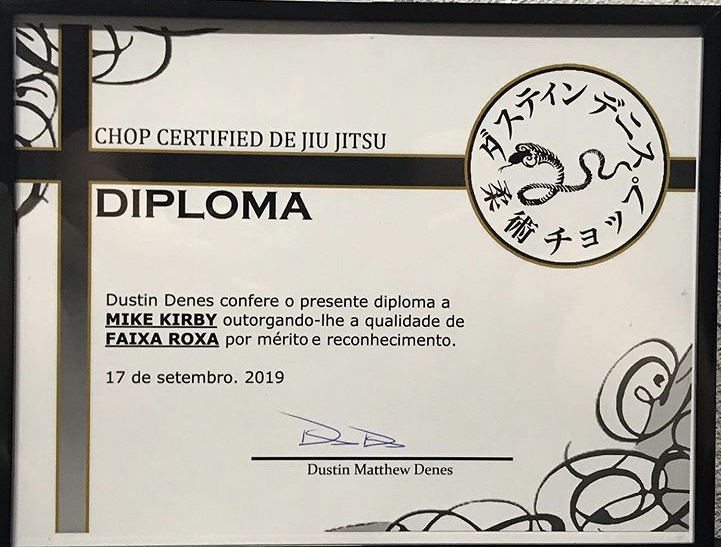 CHOP CERTIFIED DE JIU JITSU
ダスティン デニス
柔術 チョップ
DIPLOMA
Dustin Denes confere o presente diploma a
MIKE KIRBY outorgando-lhe a qualidade de
FAIXA ROXA por mérito e reconhecimento.
17 de setembro. 2019
Dustin Matthew Denes